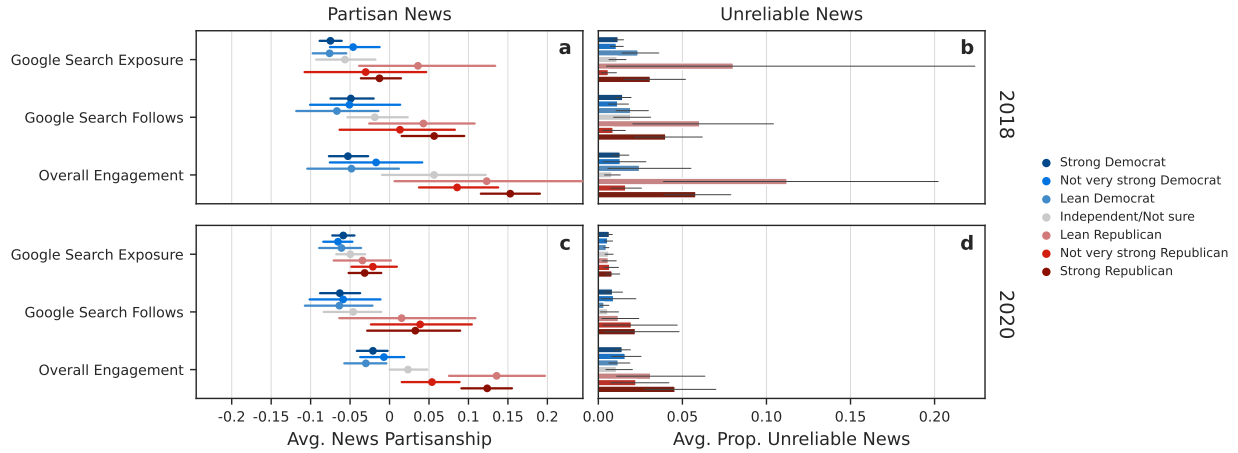 Partisan News
Unreliable News
a
b
Google Search Exposure
Google Search Follows
Overall Engagement
2018
c
d
Google Search Exposure
Google Search Follows
Overall Engagement
2020
-0.2 -0.15 -0.1 -0.05 0 0.05 0.1 0.15 0.2
0.00 0.05 0.10 0.15 0.20
Avg. News Partisanship
Avg. Prop. Unreliable News
Strong Democrat
Not very strong Democrat
Lean Democrat
Independent/Not sure
Lean Republican
Not very strong Republican
Strong Republican